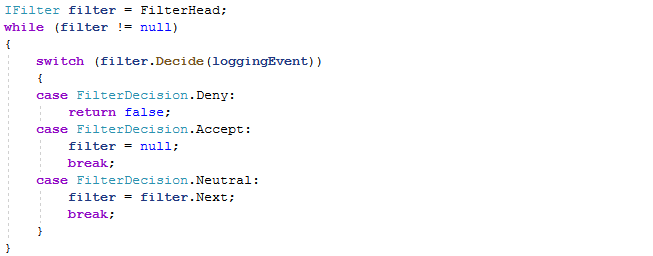 IFilter filter = FilterHead;
while (filter != null)
{
    switch (filter.Decide(loggingEvent))
    {
    case FilterDecision.Deny:
        return false;
    case FilterDecision.Accept:
        filter = null;
        break;
    case FilterDecision.Neutral:
        filter = filter.Next;
        break;
    }
}